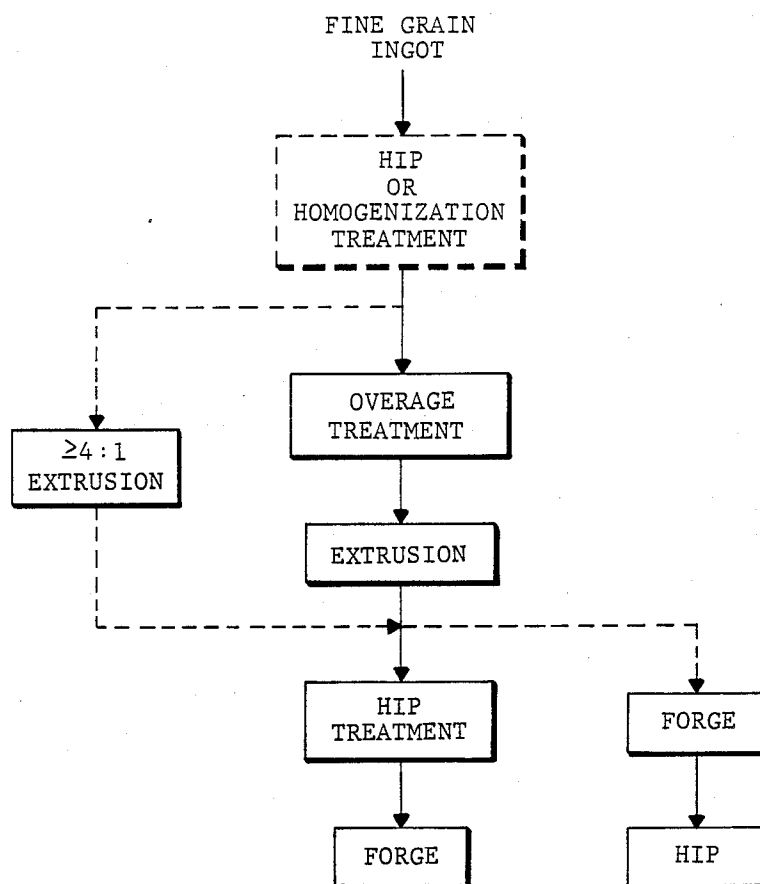 FINE GRAIN
INGOT
HIP
OR
HOMOGENIZATION
TREATMENT
OVERAGE
TREATMENT
≥4:1
EXTRUSION
EXTRUSION
HIP
TREATMENT
FORGE
FORGE
HIP